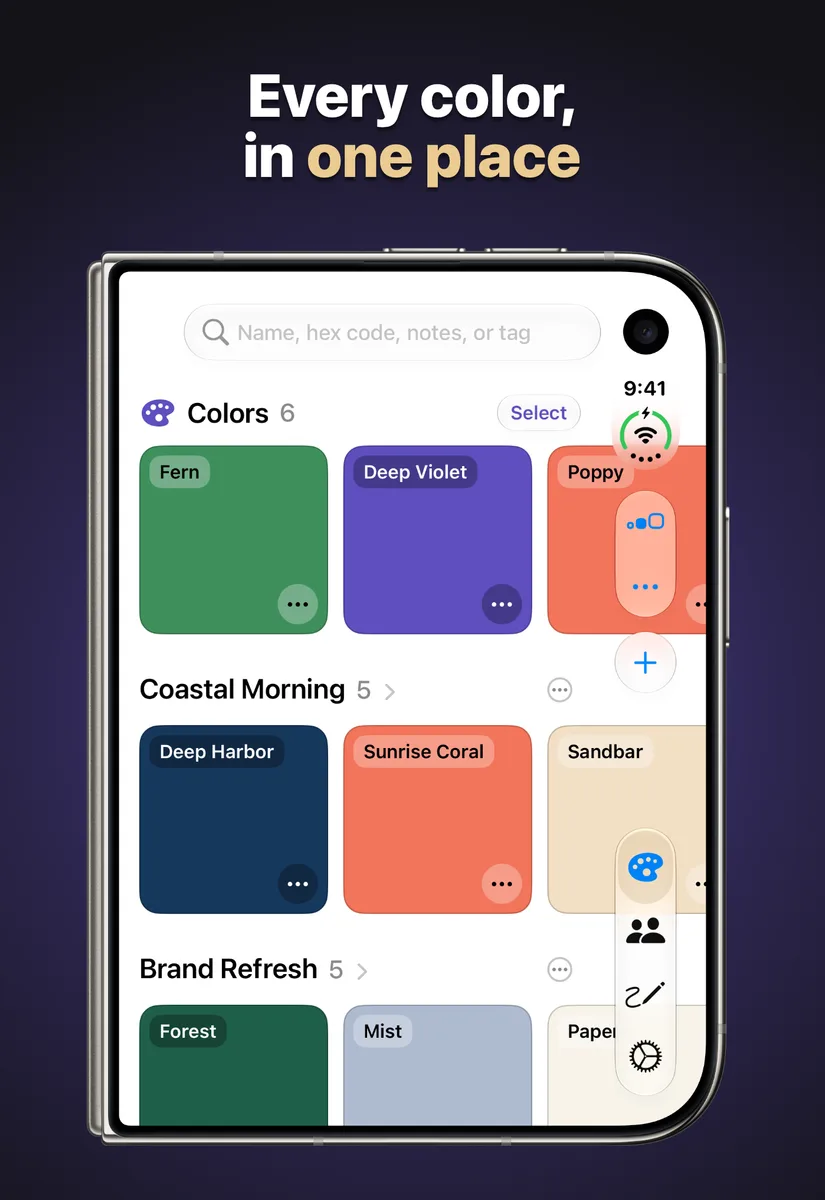 Every color,
in one place
Name, hex code, notes, or tag
9:41
Colors 6
Select
Fern
Deep Violet
Poppy
Coastal Morning 5
Deep Harbor
Sunrise Coral
Sandbar
Brand Refresh 5
Forest
Mist
Paper